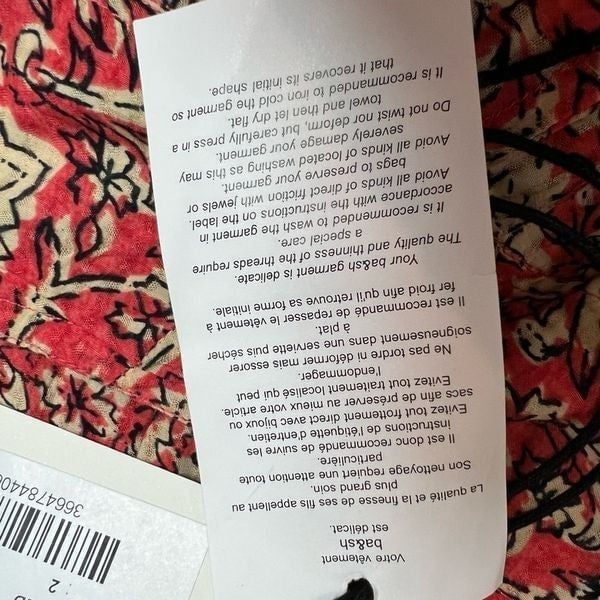 Votre vêtement
ba&sh
est délicat.
La qualité et la finesse de ses fils appellent au
plus grand soin.
Son nettoyage requiert une attention toute
particulière.
Il est donc recommandé de suivre les
instructions de l'étiquette d'entretien.
Evitez tout frottement direct avec bijoux ou
sacs afin de préserver au mieux votre article.
Evitez tout traitement localisé qui peut
l'endommager.
Ne pas tordre ni déformer mais essorer
soigneusement dans une serviette puis sécher
à plat.
Il est recommandé de repasser le vêtement à
fer froid afin qu'il retrouve sa forme initiale.
Your ba&sh garment is delicate.
The quality and thinness of the threads require
a special care.
It is recommended to wash the garment in
accordance with the instructions on the label.
Avoid all kinds of direct friction with jewels or
bags to preserve your garment.
Avoid all kinds of located washing as this may
severely damage your garment.
Do not twist nor deform, but carefully press in a
towel and then let dry flat.
It is recommanded to iron cold the garment so
that it recovers its initial shape.
: 2
366478440